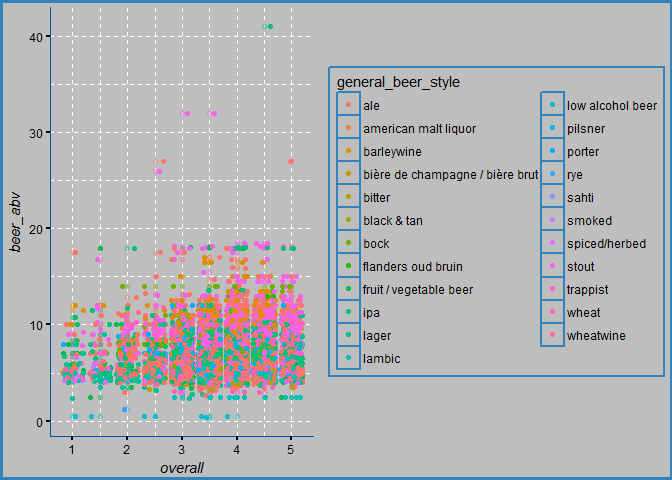 40
30
20
10
0
beer_abv
1 2 3 4 5
overall
general_beer_style
ale
american malt liquor
barleywine
bière de champagne / bière brut
bitter
black & tan
bock
flanders oud bruin
fruit / vegetable beer
ipa
lager
lambic
low alcohol beer
pilsner
porter
rye
sahti
smoked
spiced/herbed
stout
trappist
wheat
wheatwine